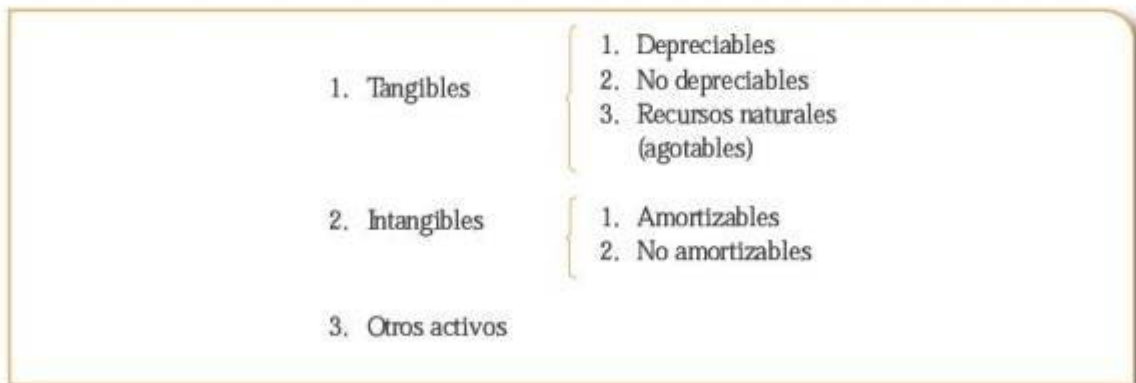 1. Tangibles
1. Depreciables
2. No depreciables
3. Recursos naturales
(agotables)
2. Intangibles
1. Amortizables
2. No amortizables
3. Otros activos